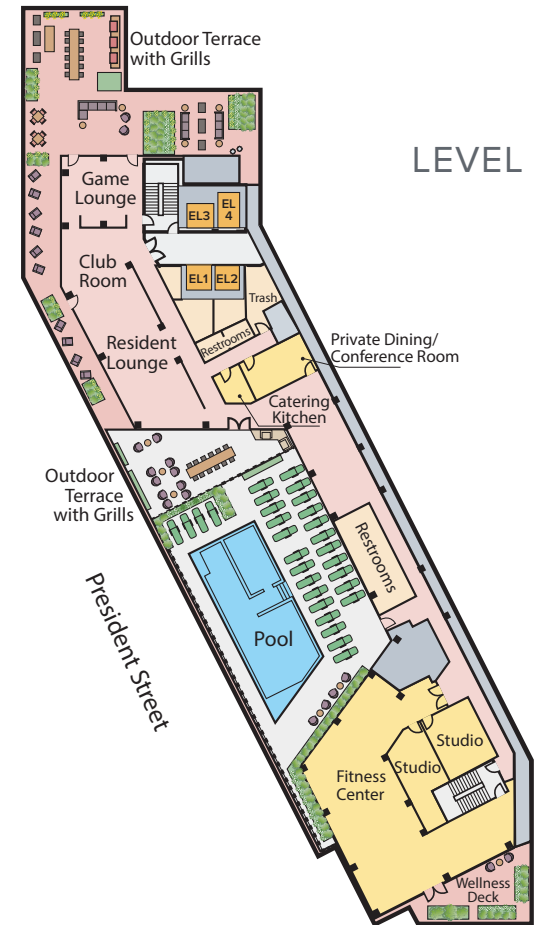 Outdoor Terrace
with Grills
LEVEL
Game
Lounge
EL3
EL
4
Club
Room
EL1
EL2
Trash
Resident
Lounge
Restrooms
Private Dining/
Conference Room
Catering
Kitchen
Outdoor
Terrace
with Grills
Restrooms
President Street
Pool
Studio
Studio
Fitness
Center
Wellness
Deck